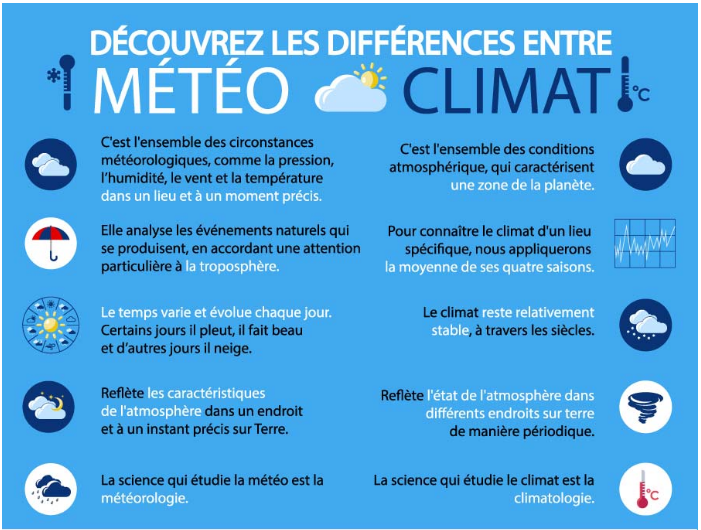 DÉCOUVREZ LES DIFFÉRENCES ENTRE
MÉTÉO CLIMAT
°C
C'est l'ensemble des circonstances
météorologiques, comme la pression,
l'humidité, le vent et la température
dans un lieu et à un moment précis.
C'est l'ensemble des conditions
atmosphérique, qui caractérisent
une zone de la planète.
Elle analyse les événements naturels qui
se produisent, en accordant une attention
particulière à la troposphère.
Pour connaître le climat d'un lieu
spécifique, nous appliquerons
la moyenne de ses quatre saisons.
Le temps varie et évolue chaque jour.
Certains jours il pleut, il fait beau
et d'autres jours il neige.
Le climat reste relativement
stable, à travers les siècles.
Reflète les caractéristiques
de l'atmosphère dans un endroit
et à un instant précis sur Terre.
Reflète l'état de l'atmosphère dans
différents endroits sur terre
de manière périodique.
La science qui étudie la météo est la
météorologie.
La science qui étudie le climat est la
climatologie.
°C